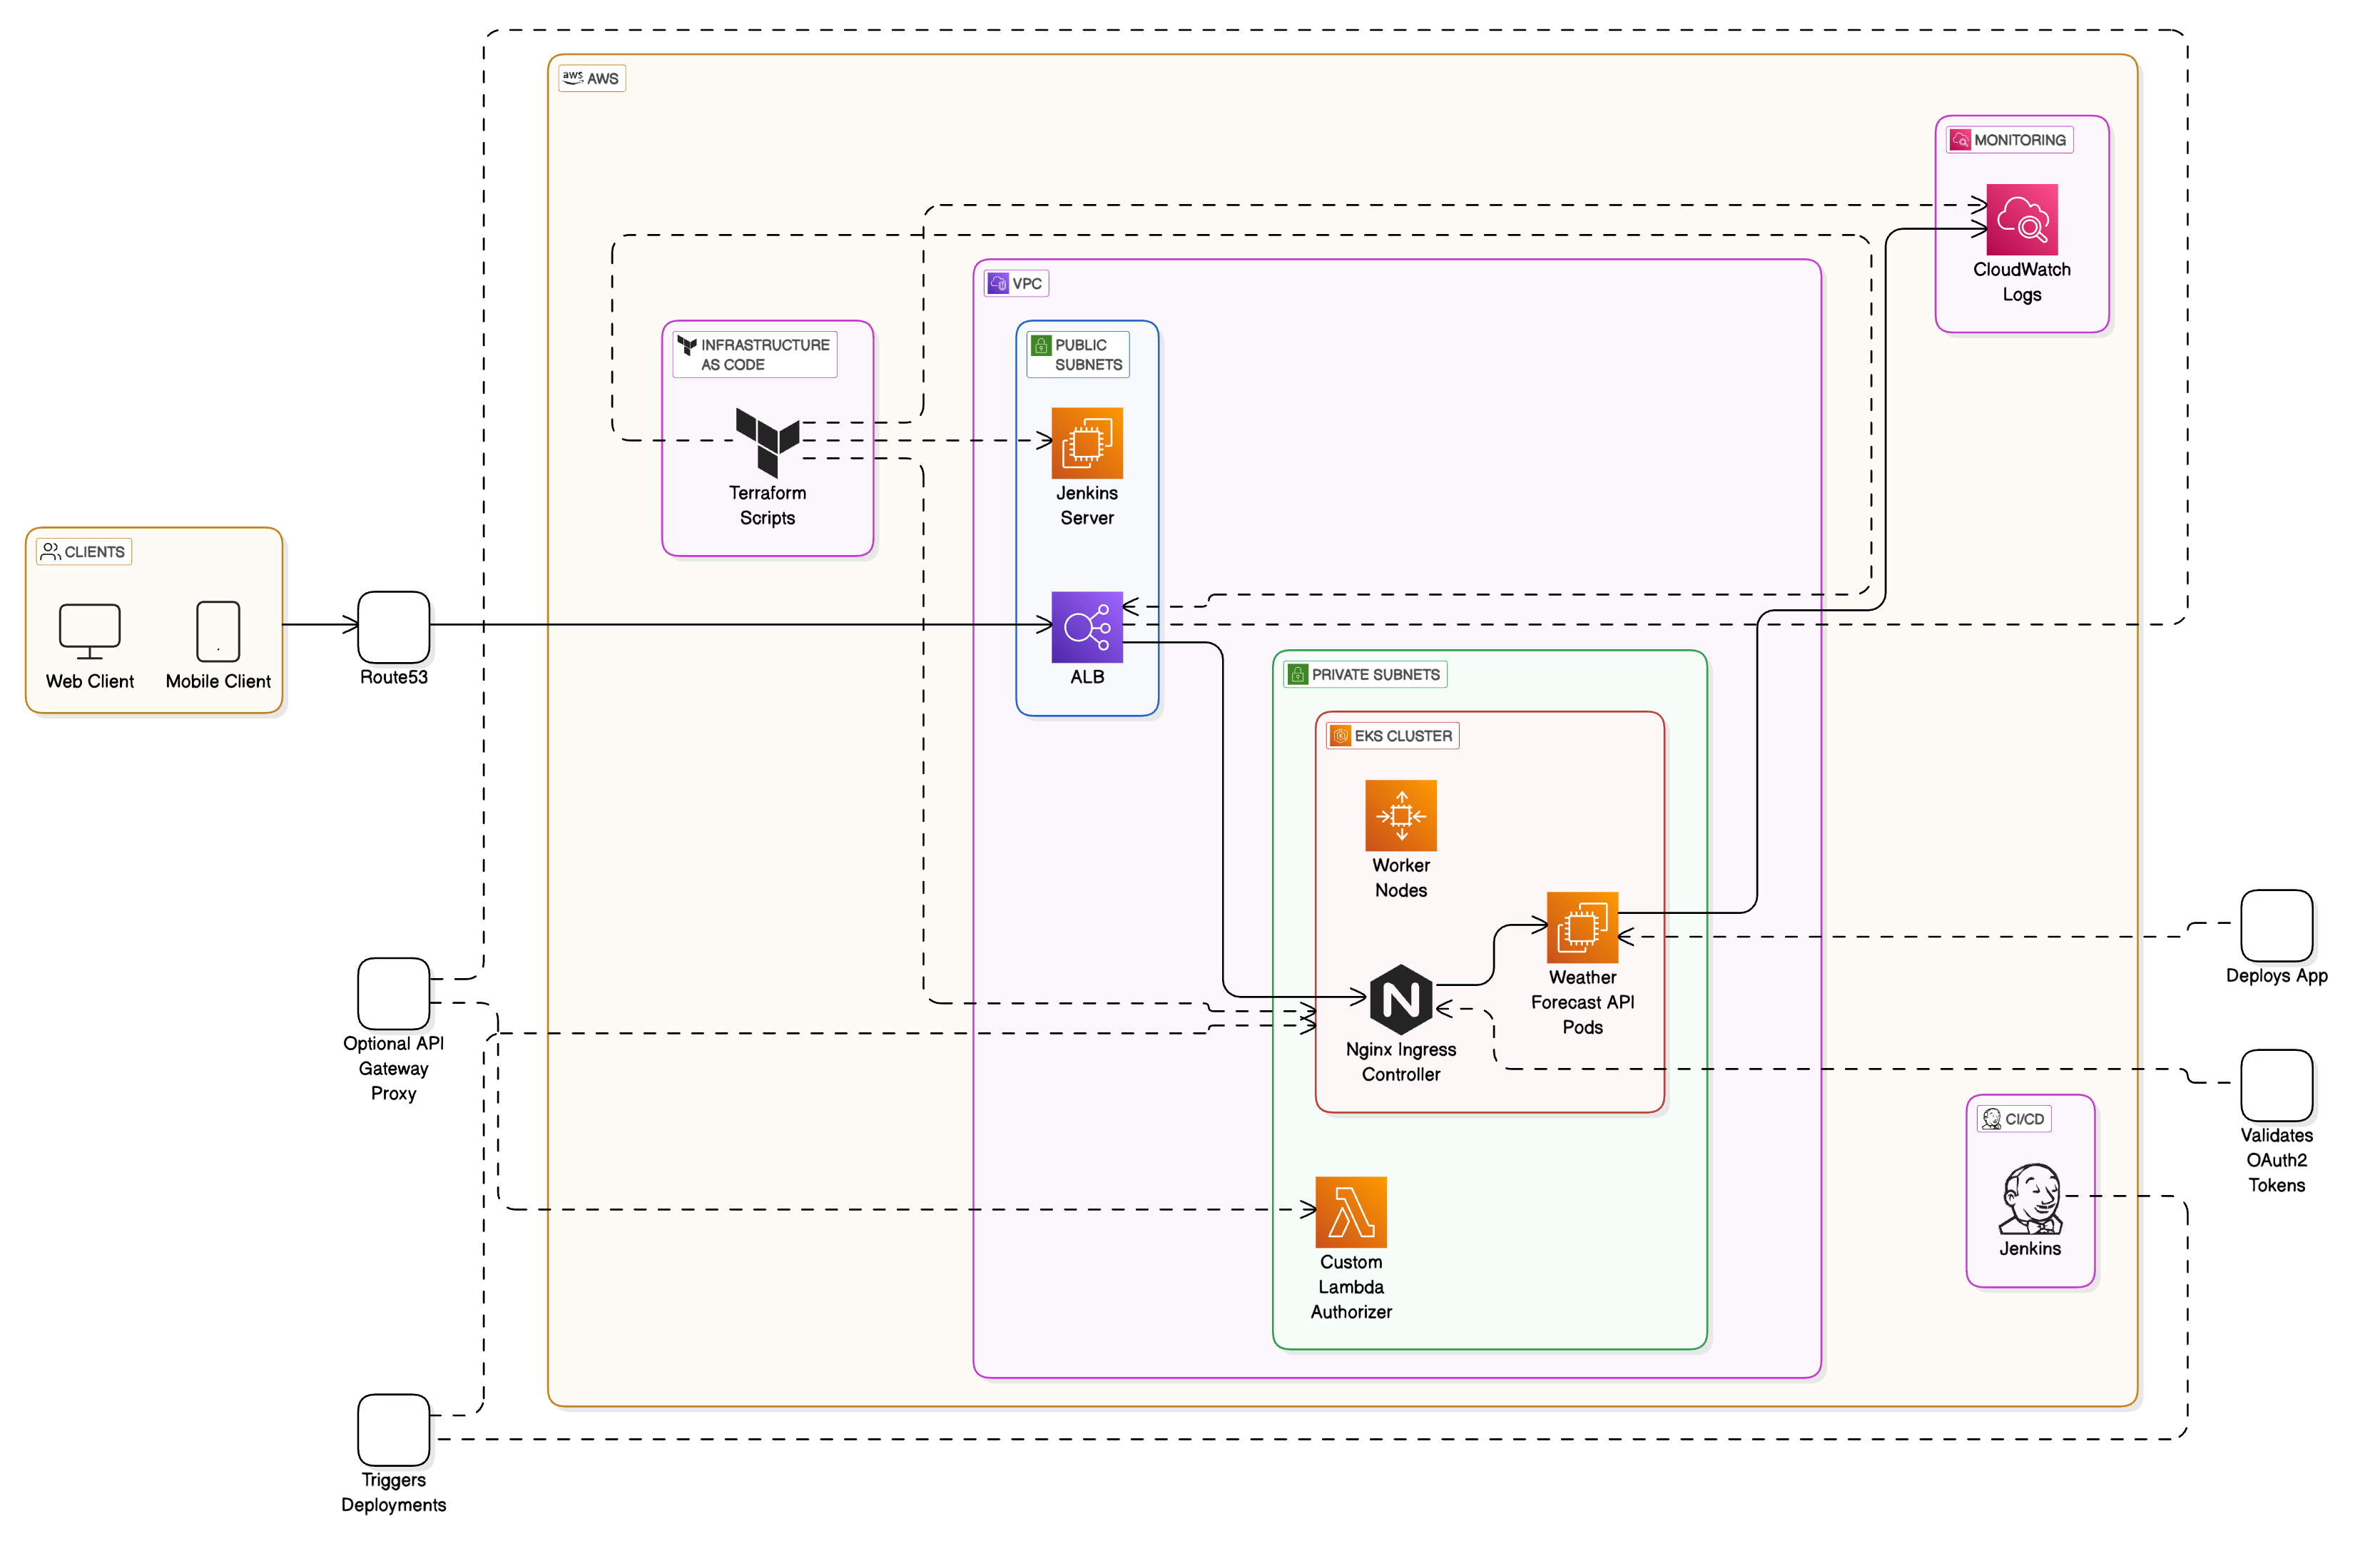 aws AWS
MONITORING
CloudWatch
Logs
VPC
INFRASTRUCTURE
AS CODE
Terraform
Scripts
PUBLIC
SUBNETS
Jenkins
Server
CLIENTS
Web Client
Mobile Client
Route53
ALB
PRIVATE SUBNETS
EKS CLUSTER
Worker
Nodes
Weather
Forecast API
Pods
Nginx Ingress
Controller
Deploys App
Optional API
Gateway
Proxy
Validates
OAuth2
Tokens
CI/CD
Jenkins
Custom
Lambda
Authorizer
Triggers
Deployments